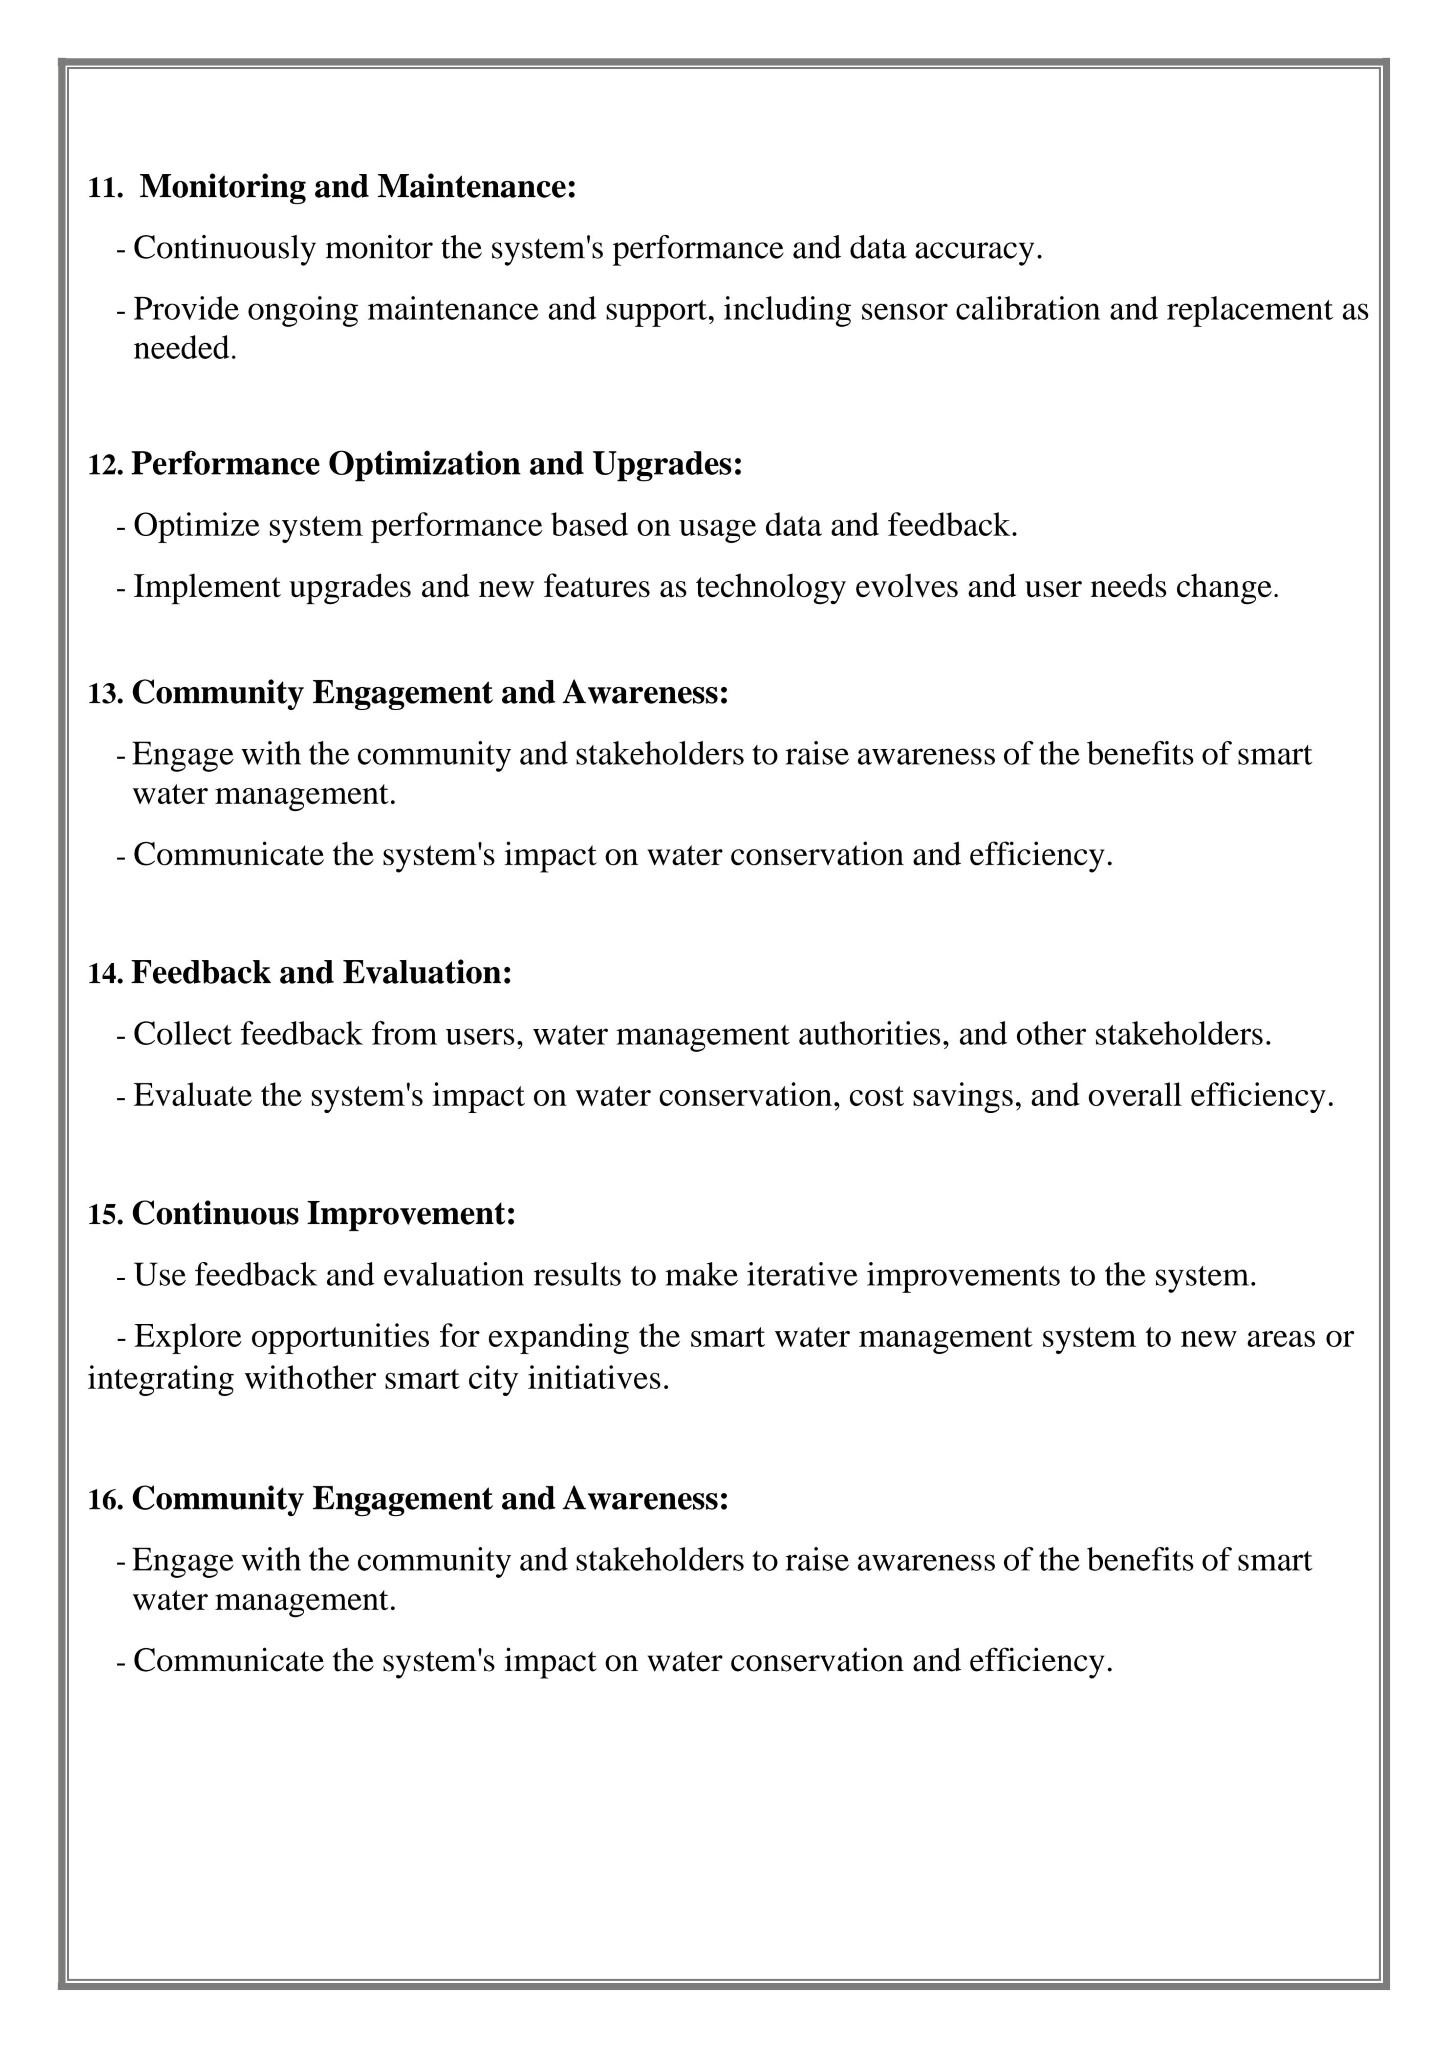 11. Monitoring and Maintenance:
- Continuously monitor the system's performance and data accuracy.
- Provide ongoing maintenance and support, including sensor calibration and replacement as
needed.
12. Performance Optimization and Upgrades:
- Optimize system performance based on usage data and feedback.
- Implement upgrades and new features as technology evolves and user needs change.
13. Community Engagement and Awareness:
- Engage with the community and stakeholders to raise awareness of the benefits of smart
water management.
- Communicate the system's impact on water conservation and efficiency.
14. Feedback and Evaluation:
- Collect feedback from users, water management authorities, and other stakeholders.
- Evaluate the system's impact on water conservation, cost savings, and overall efficiency.
15. Continuous Improvement:
- Use feedback and evaluation results to make iterative improvements to the system.
- Explore opportunities for expanding the smart water management system to new areas or
integrating withother smart city initiatives.
16. Community Engagement and Awareness:
- Engage with the community and stakeholders to raise awareness of the benefits of smart
water management.
- Communicate the system's impact on water conservation and efficiency.